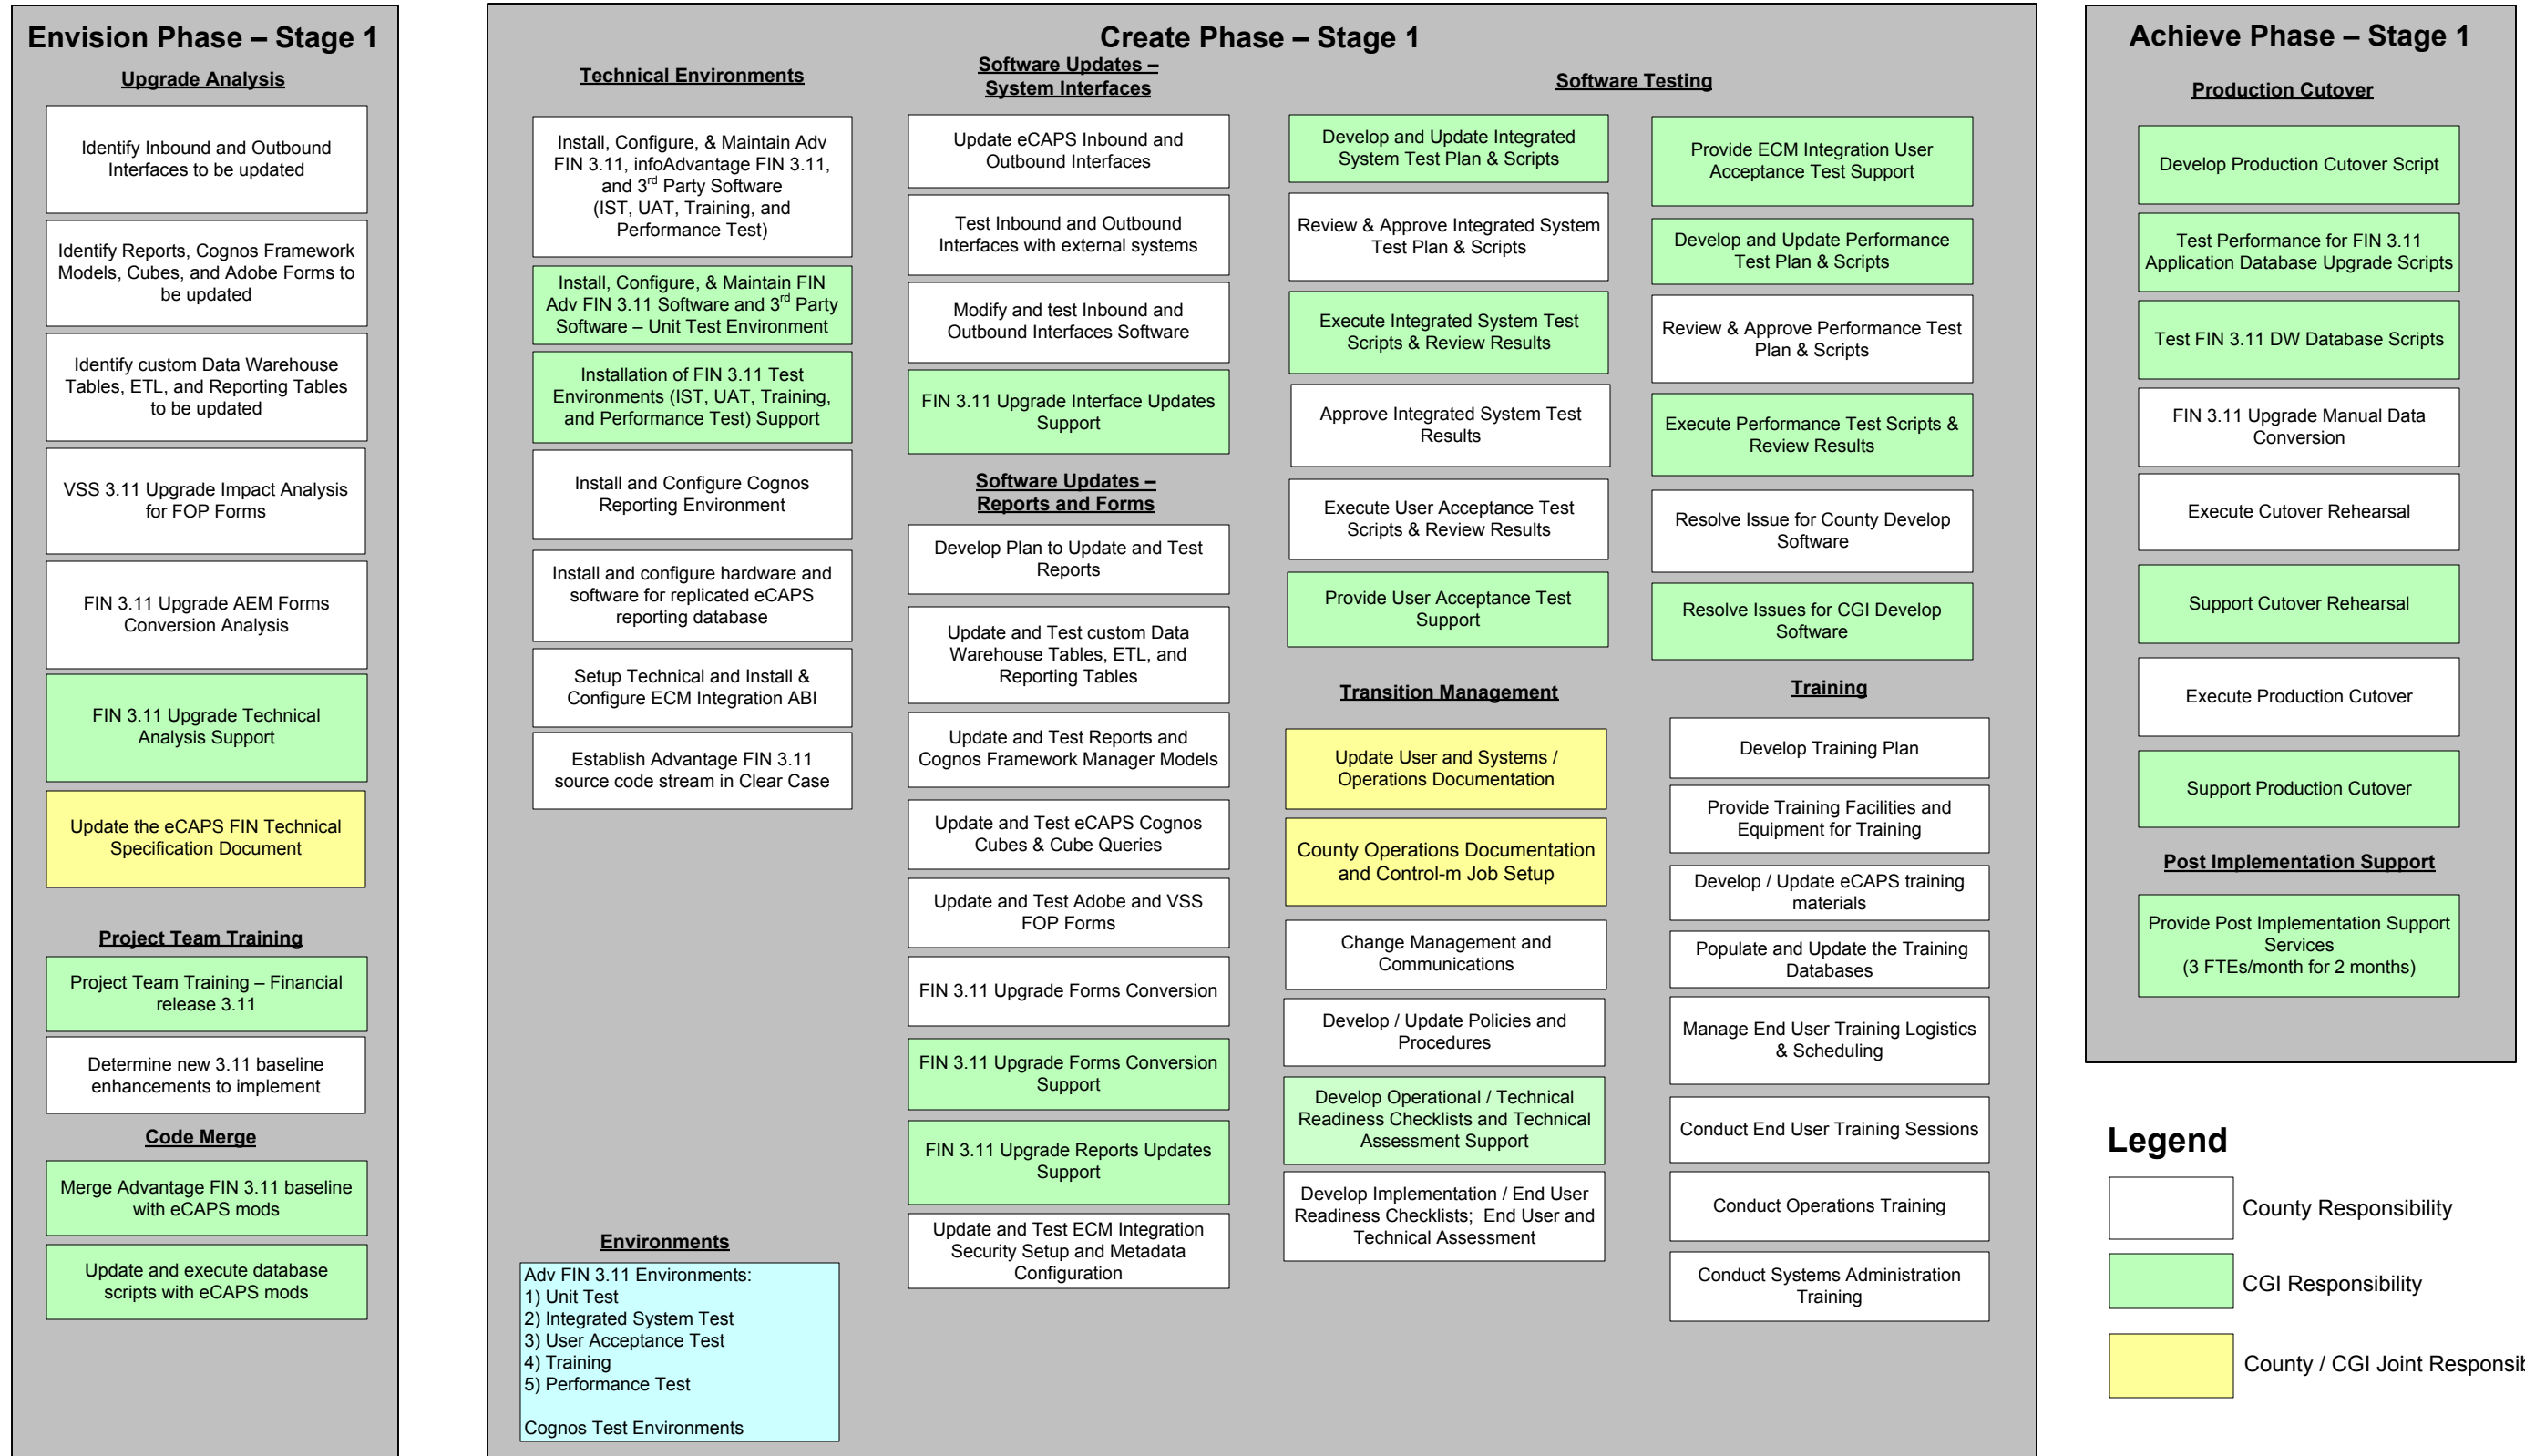 Envision Phase – Stage 1
Upgrade Analysis
Identify Inbound and Outbound
Interfaces to be updated
Identify Reports, Cognos Framework
Models, Cubes, and Adobe Forms to
be updated
Identify custom Data Warehouse
Tables, ETL, and Reporting Tables
to be updated
VSS 3.11 Upgrade Impact Analysis
for FOP Forms
FIN 3.11 Upgrade AEM Forms
Conversion Analysis
FIN 3.11 Upgrade Technical
Analysis Support
Update the eCAPS FIN Technical
Specification Document
Project Team Training
Project Team Training – Financial
release 3.11
Determine new 3.11 baseline
enhancements to implement
Code Merge
Merge Advantage FIN 3.11 baseline
with eCAPS mods
Update and execute database
scripts with eCAPS mods
Create Phase – Stage 1
Technical Environments
Install, Configure, & Maintain Adv
FIN 3.11, infoAdvantage FIN 3.11,
and 3rd Party Software
(IST, UAT, Training, and
Performance Test)
Install, Configure, & Maintain FIN
Adv FIN 3.11 Software and 3rd Party
Software – Unit Test Environment
Installation of FIN 3.11 Test
Environments (IST, UAT, Training,
and Performance Test) Support
Install and Configure Cognos
Reporting Environment
Install and configure hardware and
software for replicated eCAPS
reporting database
Setup Technical and Install &
Configure ECM Integration ABI
Establish Advantage FIN 3.11
source code stream in Clear Case
Environments
Adv FIN 3.11 Environments:
1) Unit Test
2) Integrated System Test
3) User Acceptance Test
4) Training
5) Performance Test
Cognos Test Environments
Software Updates –
System Interfaces
Update eCAPS Inbound and
Outbound Interfaces
Test Inbound and Outbound
Interfaces with external systems
Modify and test Inbound and
Outbound Interfaces Software
FIN 3.11 Upgrade Interface Updates
Support
Software Updates –
Reports and Forms
Develop Plan to Update and Test
Reports
Update and Test custom Data
Warehouse Tables, ETL, and
Reporting Tables
Update and Test Reports and
Cognos Framework Manager Models
Update and Test eCAPS Cognos
Cubes & Cube Queries
Update and Test Adobe and VSS
FOP Forms
FIN 3.11 Upgrade Forms Conversion
FIN 3.11 Upgrade Forms Conversion
Support
FIN 3.11 Upgrade Reports Updates
Support
Update and Test ECM Integration
Security Setup and Metadata
Configuration
Software Testing
Develop and Update Integrated
System Test Plan & Scripts
Review & Approve Integrated System
Test Plan & Scripts
Execute Integrated System Test
Scripts & Review Results
Approve Integrated System Test
Results
Execute User Acceptance Test
Scripts & Review Results
Provide User Acceptance Test
Support
Provide ECM Integration User
Acceptance Test Support
Develop and Update Performance
Test Plan & Scripts
Review & Approve Performance Test
Plan & Scripts
Execute Performance Test Scripts &
Review Results
Resolve Issue for County Develop
Software
Resolve Issues for CGI Develop
Software
Transition Management
Update User and Systems /
Operations Documentation
County Operations Documentation
and Control-m Job Setup
Change Management and
Communications
Develop / Update Policies and
Procedures
Develop Operational / Technical
Readiness Checklists and Technical
Assessment Support
Develop Implementation / End User
Readiness Checklists; End User and
Technical Assessment
Training
Develop Training Plan
Provide Training Facilities and
Equipment for Training
Develop / Update eCAPS training
materials
Populate and Update the Training
Databases
Manage End User Training Logistics
& Scheduling
Conduct End User Training Sessions
Conduct Operations Training
Conduct Systems Administration
Training
Achieve Phase – Stage 1
Production Cutover
Develop Production Cutover Script
Test Performance for FIN 3.11
Application Database Upgrade Scripts
Test FIN 3.11 DW Database Scripts
FIN 3.11 Upgrade Manual Data
Conversion
Execute Cutover Rehearsal
Support Cutover Rehearsal
Execute Production Cutover
Support Production Cutover
Post Implementation Support
Provide Post Implementation Support
Services
(3 FTEs/month for 2 months)
Legend
County Responsibility
CGI Responsibility
County / CGI Joint